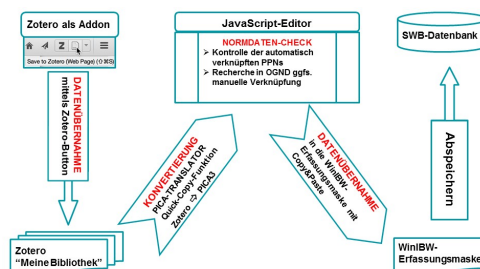 Zotero als Addon
Save to Zotero (Web Page) (⇧⌘S)
DATENÜBERNAHME
mittels Zotero-Button
Zotero
“Meine Bibliothek”
KONVERTIERUNG
PICA-TRANSLATOR
Quick-Copy-Funktion
Zotero ⇨ PICA3
JavaScript-Editor
NORMDATEN-CHECK
Kontrolle der automatisch
verknüpften PPNs
Recherche in OGND ggfs.
manuelle Verknüpfung
DATENÜBERNAHME
in die WinIBW-
Erfassungsmaske mit
Copy&Paste
WinIBW-
Erfassungsmaske
Abspeichern
SWB-Datenbank